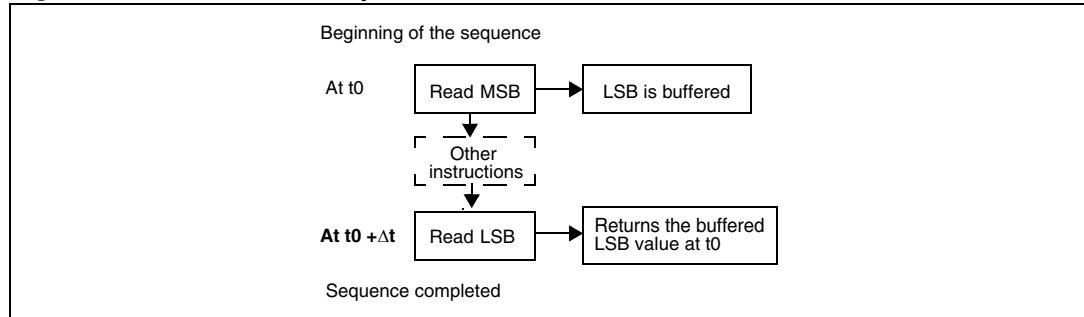 Beginning of the sequence
At t0
Read MSB
LSB is buffered
Other
instructions
At t0 +Δt
Read LSB
Returns the buffered
LSB value at t0
Sequence completed